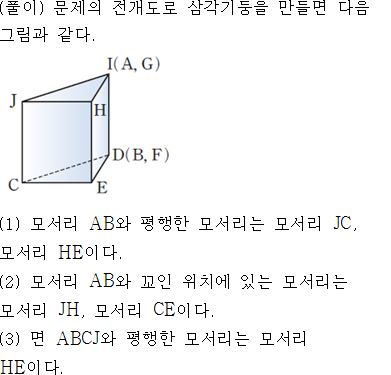 (풀이) 문제의 전개도로 삼각기둥을 만들면 다음
그림과 같다.
I(A, G)
J
H
D(B, F)
C
E
(1) 모서리 AB와 평행한 모서리는 모서리 JC,
모서리 HE이다.
(2) 모서리 AB와 꼬인 위치에 있는 모서리는
모서리 JH, 모서리 CE이다.
(3) 면 ABCJ와 평행한 모서리는 모서리
HE이다.